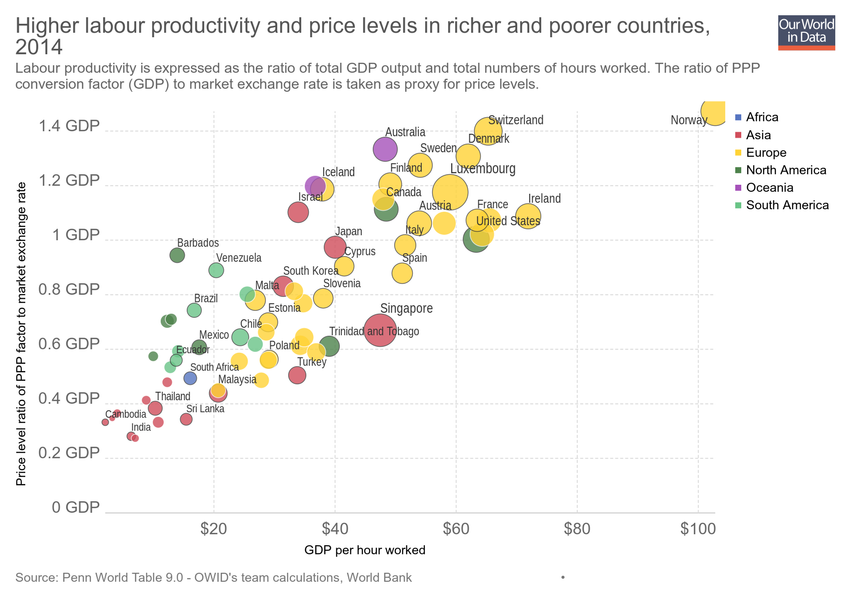 Higher labour productivity and price levels in richer and poorer countries,
2014
Our World
in Data
Labour productivity is expressed as the ratio of total GDP output and total numbers of hours worked. The ratio of PPP
conversion factor (GDP) to market exchange rate is taken as proxy for price levels.
Africa
Asia
Europe
North America
Oceania
South America
Price level ratio of PPP factor to market exchange rate
1.4 GDP
1.2 GDP
1 GDP
0.8 GDP
0.6 GDP
0.4 GDP
0.2 GDP
0 GDP
Norway
Switzerland
Australia
Denmark
Sweden
Luxembourg
Finland
Iceland
Canada
Israel
Ireland
Austria
France
United States
Japan
Italy
Barbados
Cyprus
Spain
Venezuela
South Korea
Malta
Slovenia
Brazil
Estonia
Singapore
Chile
Trinidad and Tobago
Mexico
Poland
Ecuador
Turkey
South Africa
Malaysia
Thailand
Sri Lanka
Cambodia
India
$20
$40
$60
$80
$100
GDP per hour worked
Source: Penn World Table 9.0 - OWID's team calculations, World Bank
•